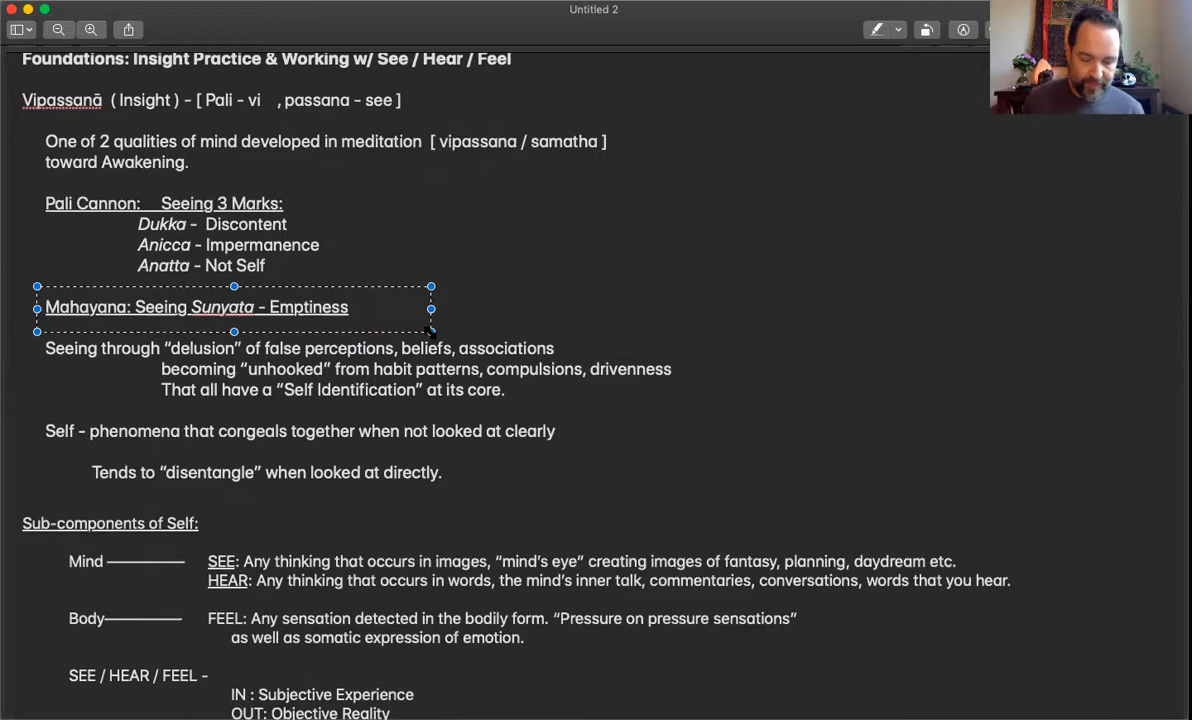 Untitled 2
Foundations: Insight Practice & Working w/ See / Hear / Feel
Vipassanā ( Insight ) - [ Pali - vi , passana - see ]
One of 2 qualities of mind developed in meditation [ vipassana / samatha ]
toward Awakening.
Pali Cannon: Seeing 3 Marks:
Dukka - Discontent
Anicca - Impermanence
Anatta - Not Self
Mahayana: Seeing Sunyata - Emptiness
Seeing through “delusion” of false perceptions, beliefs, associations
becoming “unhooked” from habit patterns, compulsions, drivenness
That all have a “Self Identification” at its core.
Self - phenomena that congeals together when not looked at clearly
Tends to “disentangle” when looked at directly.
Sub-components of Self:
Mind ———— SEE: Any thinking that occurs in images, “mind’s eye” creating images of fantasy, planning, daydream etc.
HEAR: Any thinking that occurs in words, the mind’s inner talk, commentaries, conversations, words that you hear.
Body———— FEEL: Any sensation detected in the bodily form. “Pressure on pressure sensations”
as well as somatic expression of emotion.
SEE / HEAR / FEEL -
IN : Subjective Experience
OUT: Objective Reality